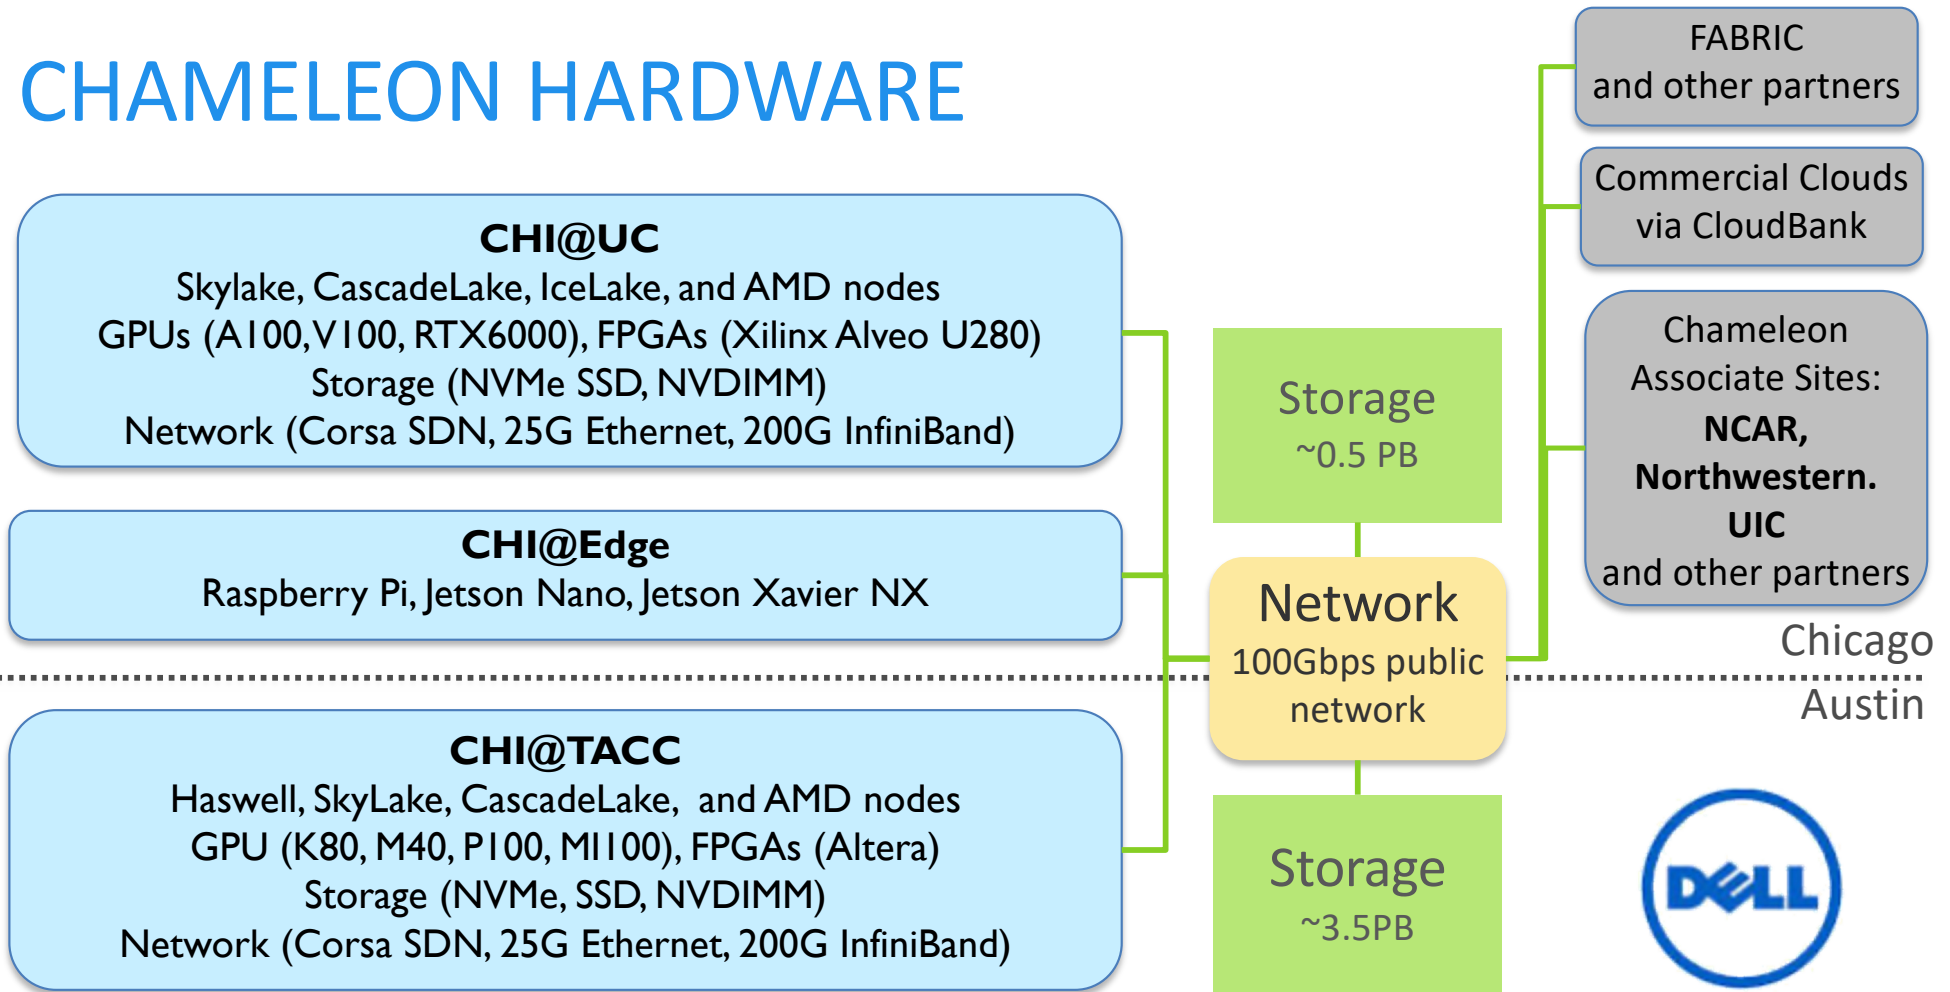 CHAMELEON HARDWARE
CHI@UC
Skylake, CascadeLake, IceLake, and AMD nodes
GPUs (A100, V100, RTX6000), FPGAs (Xilinx Alveo U280)
Storage (NVMe SSD, NVDIMM)
Network (Corsa SDN, 25G Ethernet, 200G InfiniBand)
CHI@Edge
Raspberry Pi, Jetson Nano, Jetson Xavier NX
CHI@TACC
Haswell, SkyLake, CascadeLake, and AMD nodes
GPU (K80, M40, P100, MI100), FPGAs (Altera)
Storage (NVMe, SSD, NVDIMM)
Network (Corsa SDN, 25G Ethernet, 200G InfiniBand)
Storage
~0.5 PB
Network
100Gbps public
network
Storage
~3.5PB
FABRIC
and other partners
Commercial Clouds
via CloudBank
Chameleon
Associate Sites:
NCAR,
Northwestern.
UIC
and other partners
Chicago
Austin
DELL